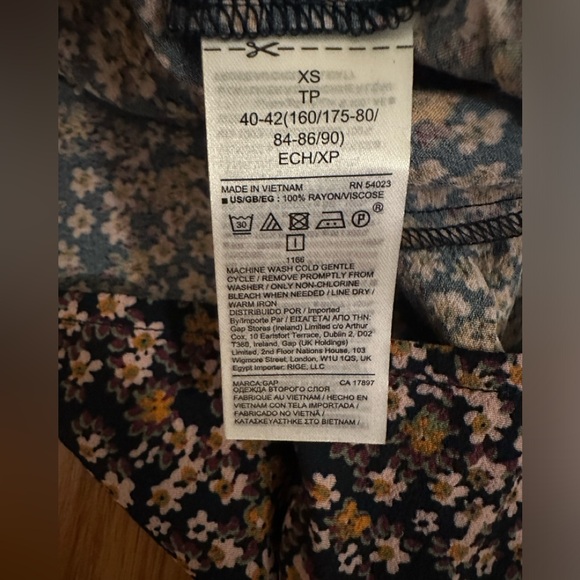 XS
TP
40-42(160/175-80/
84-86/90)
ECH/XP
MADE IN VIETNAM RN 54023
■ US/GB/EG : 100% RAYON/VISCOSE
30 P ®
I
1166
MACHINE WASH COLD GENTLE
CYCLE / REMOVE PROMPTLY FROM
WASHER / ONLY NON-CHLORINE
BLEACH WHEN NEEDED / LINE DRY /
WARM IRON
DISTRIBUIDO POR / Imported
By/Importe Par / ΕΙΣΑΓΕΤΑΙ ΑΠΟ :
Gap Stores (Ireland) Limited c/o Arthur
Cox, 10 Earlsfort Terrace, Dublin 2, D02
T380, Ireland, Gap (UK Holdings)
Limited, 2nd Floor Nations House, 103
Wigmore Street, London, W1U 1QS, UK
Egypt Importer: RIGE, LLC
MARCA:GAP CA 17897
ОДЕЖДА ВТОРОГО СЛОЯ
FABRIQUE AU VIETNAM / HECHO EN
VIETNAM CON TELA IMPORTADA /
FABRICADO NO VIETNÃ /
ΚΑΤΑΣΚΕΥΑΣΤΗΚΕ ΣΤΟ ΒΙΕΤΝΑΜ /